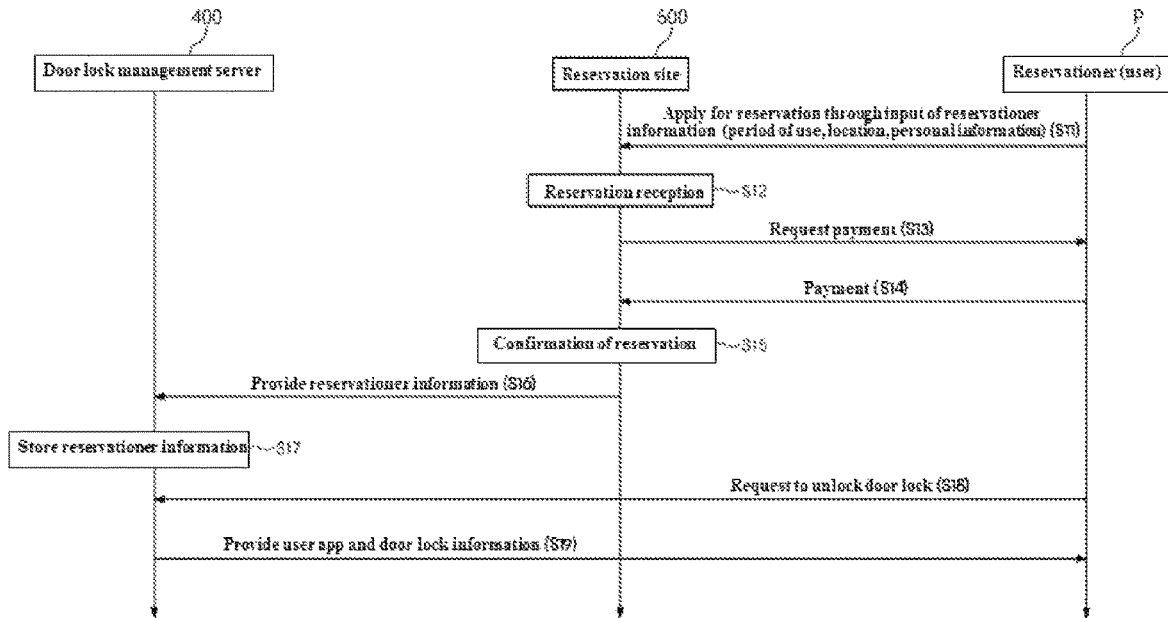 400
600
P
Door lock management server
Reservation site
Reservationer (user)
Apply for reservation through input of reservationer
information (period of use, location, personal information) (S11)
Reservation reception
S12
Request payment (S13)
Payment (S14)
Confirmation of reservation
S15
Provide reservationer information (S16)
Store reservationer information
S17
Request to unlock door lock (S18)
Provide user app and door lock information (S19)